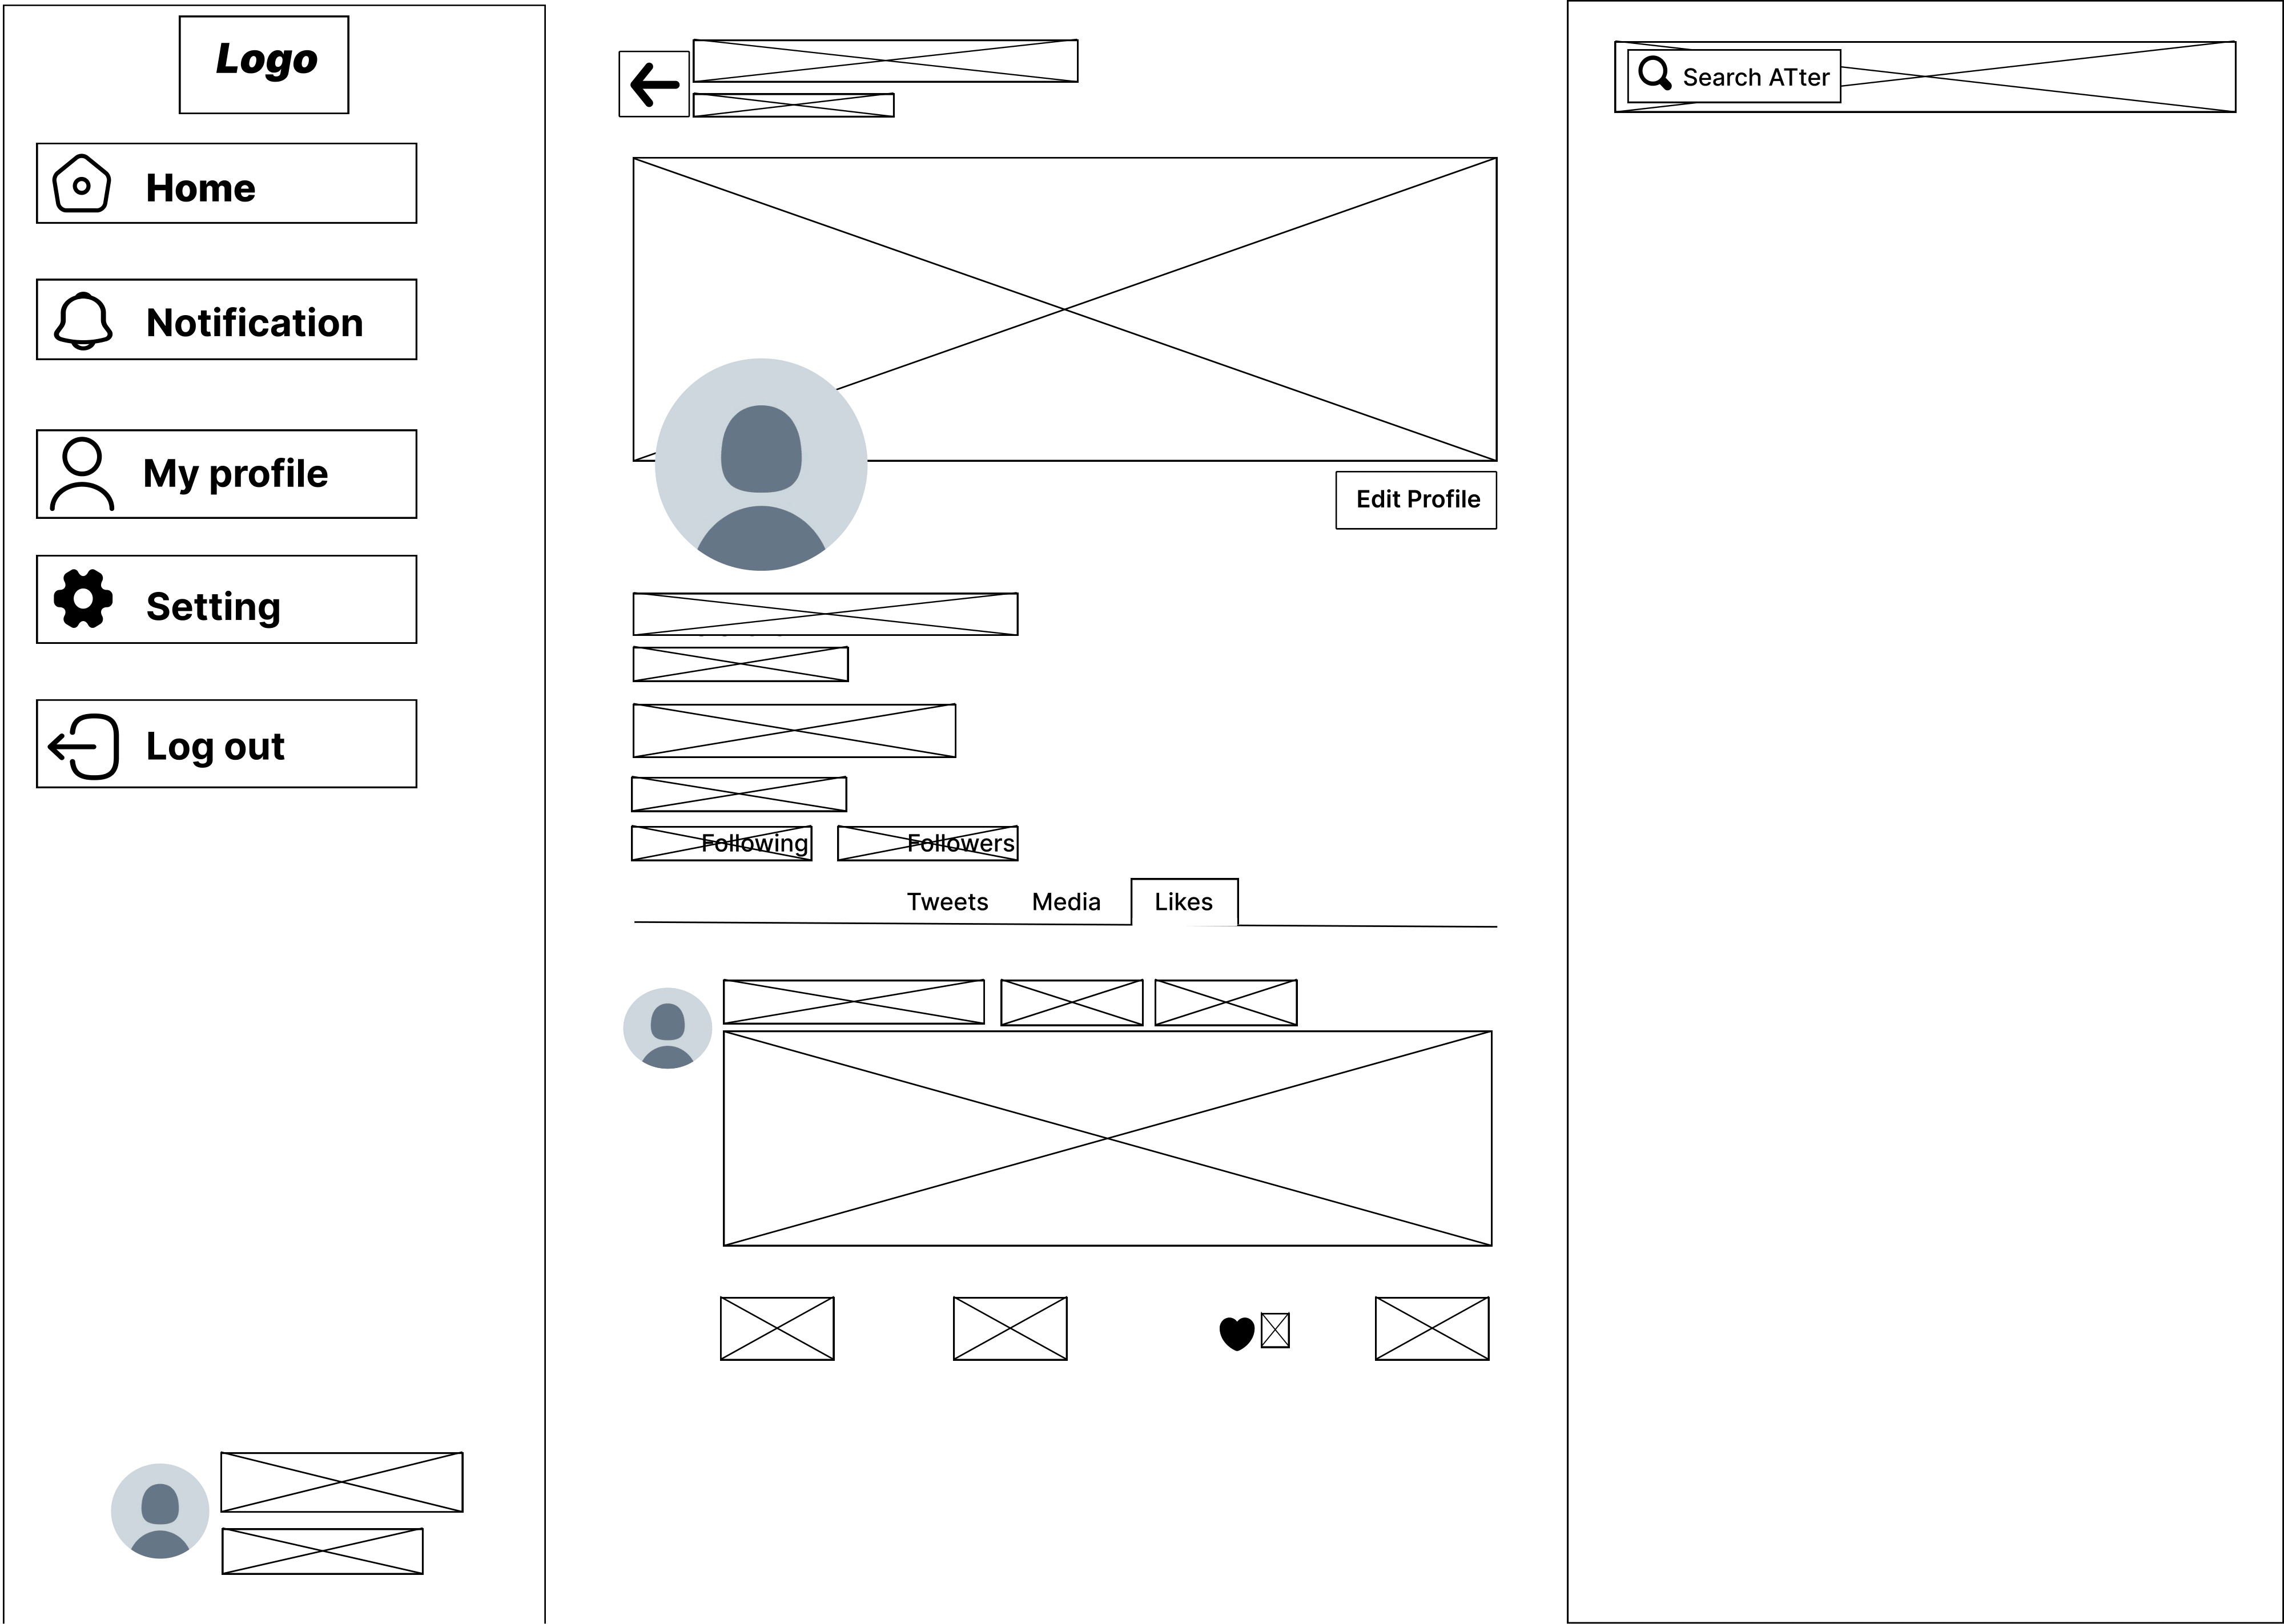 Logo
Home
Notification
My profile
Setting
Log out
Edit Profile
Following Followers
Tweets Media Likes
Search ATter